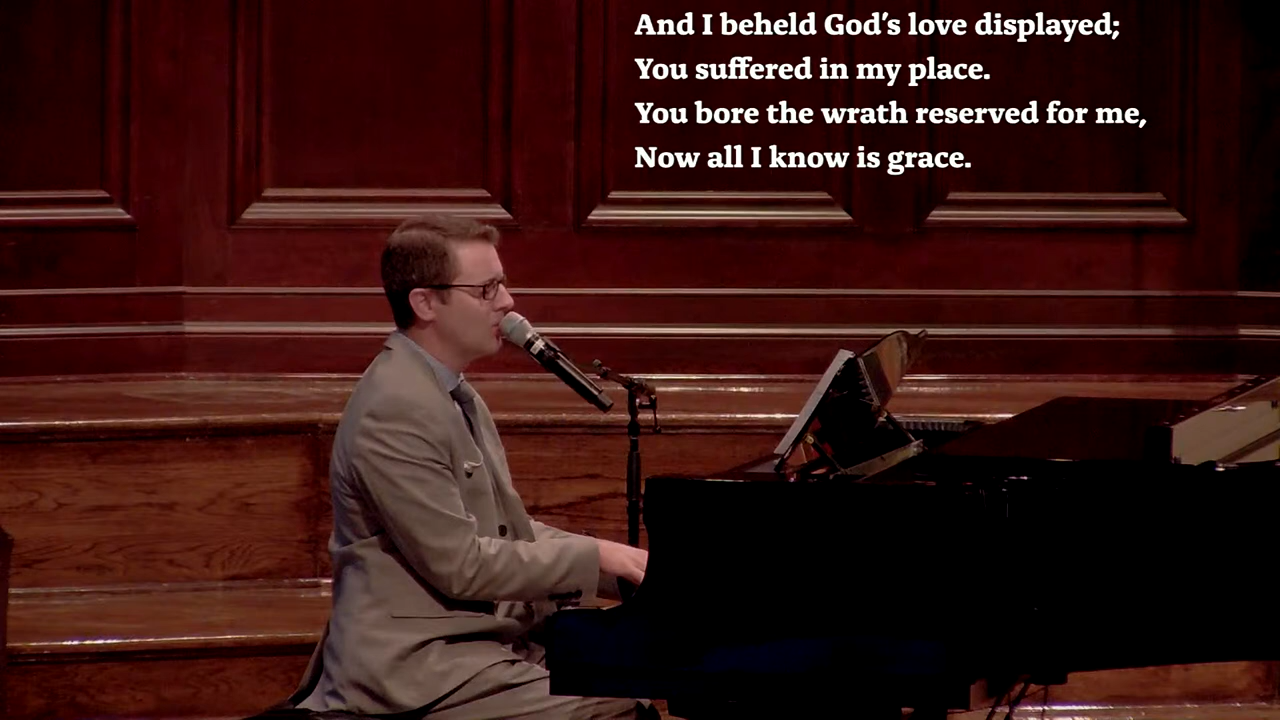 And I beheld God's love displayed;
You suffered in my place.
You bore the wrath reserved for me,
Now all I know is grace.